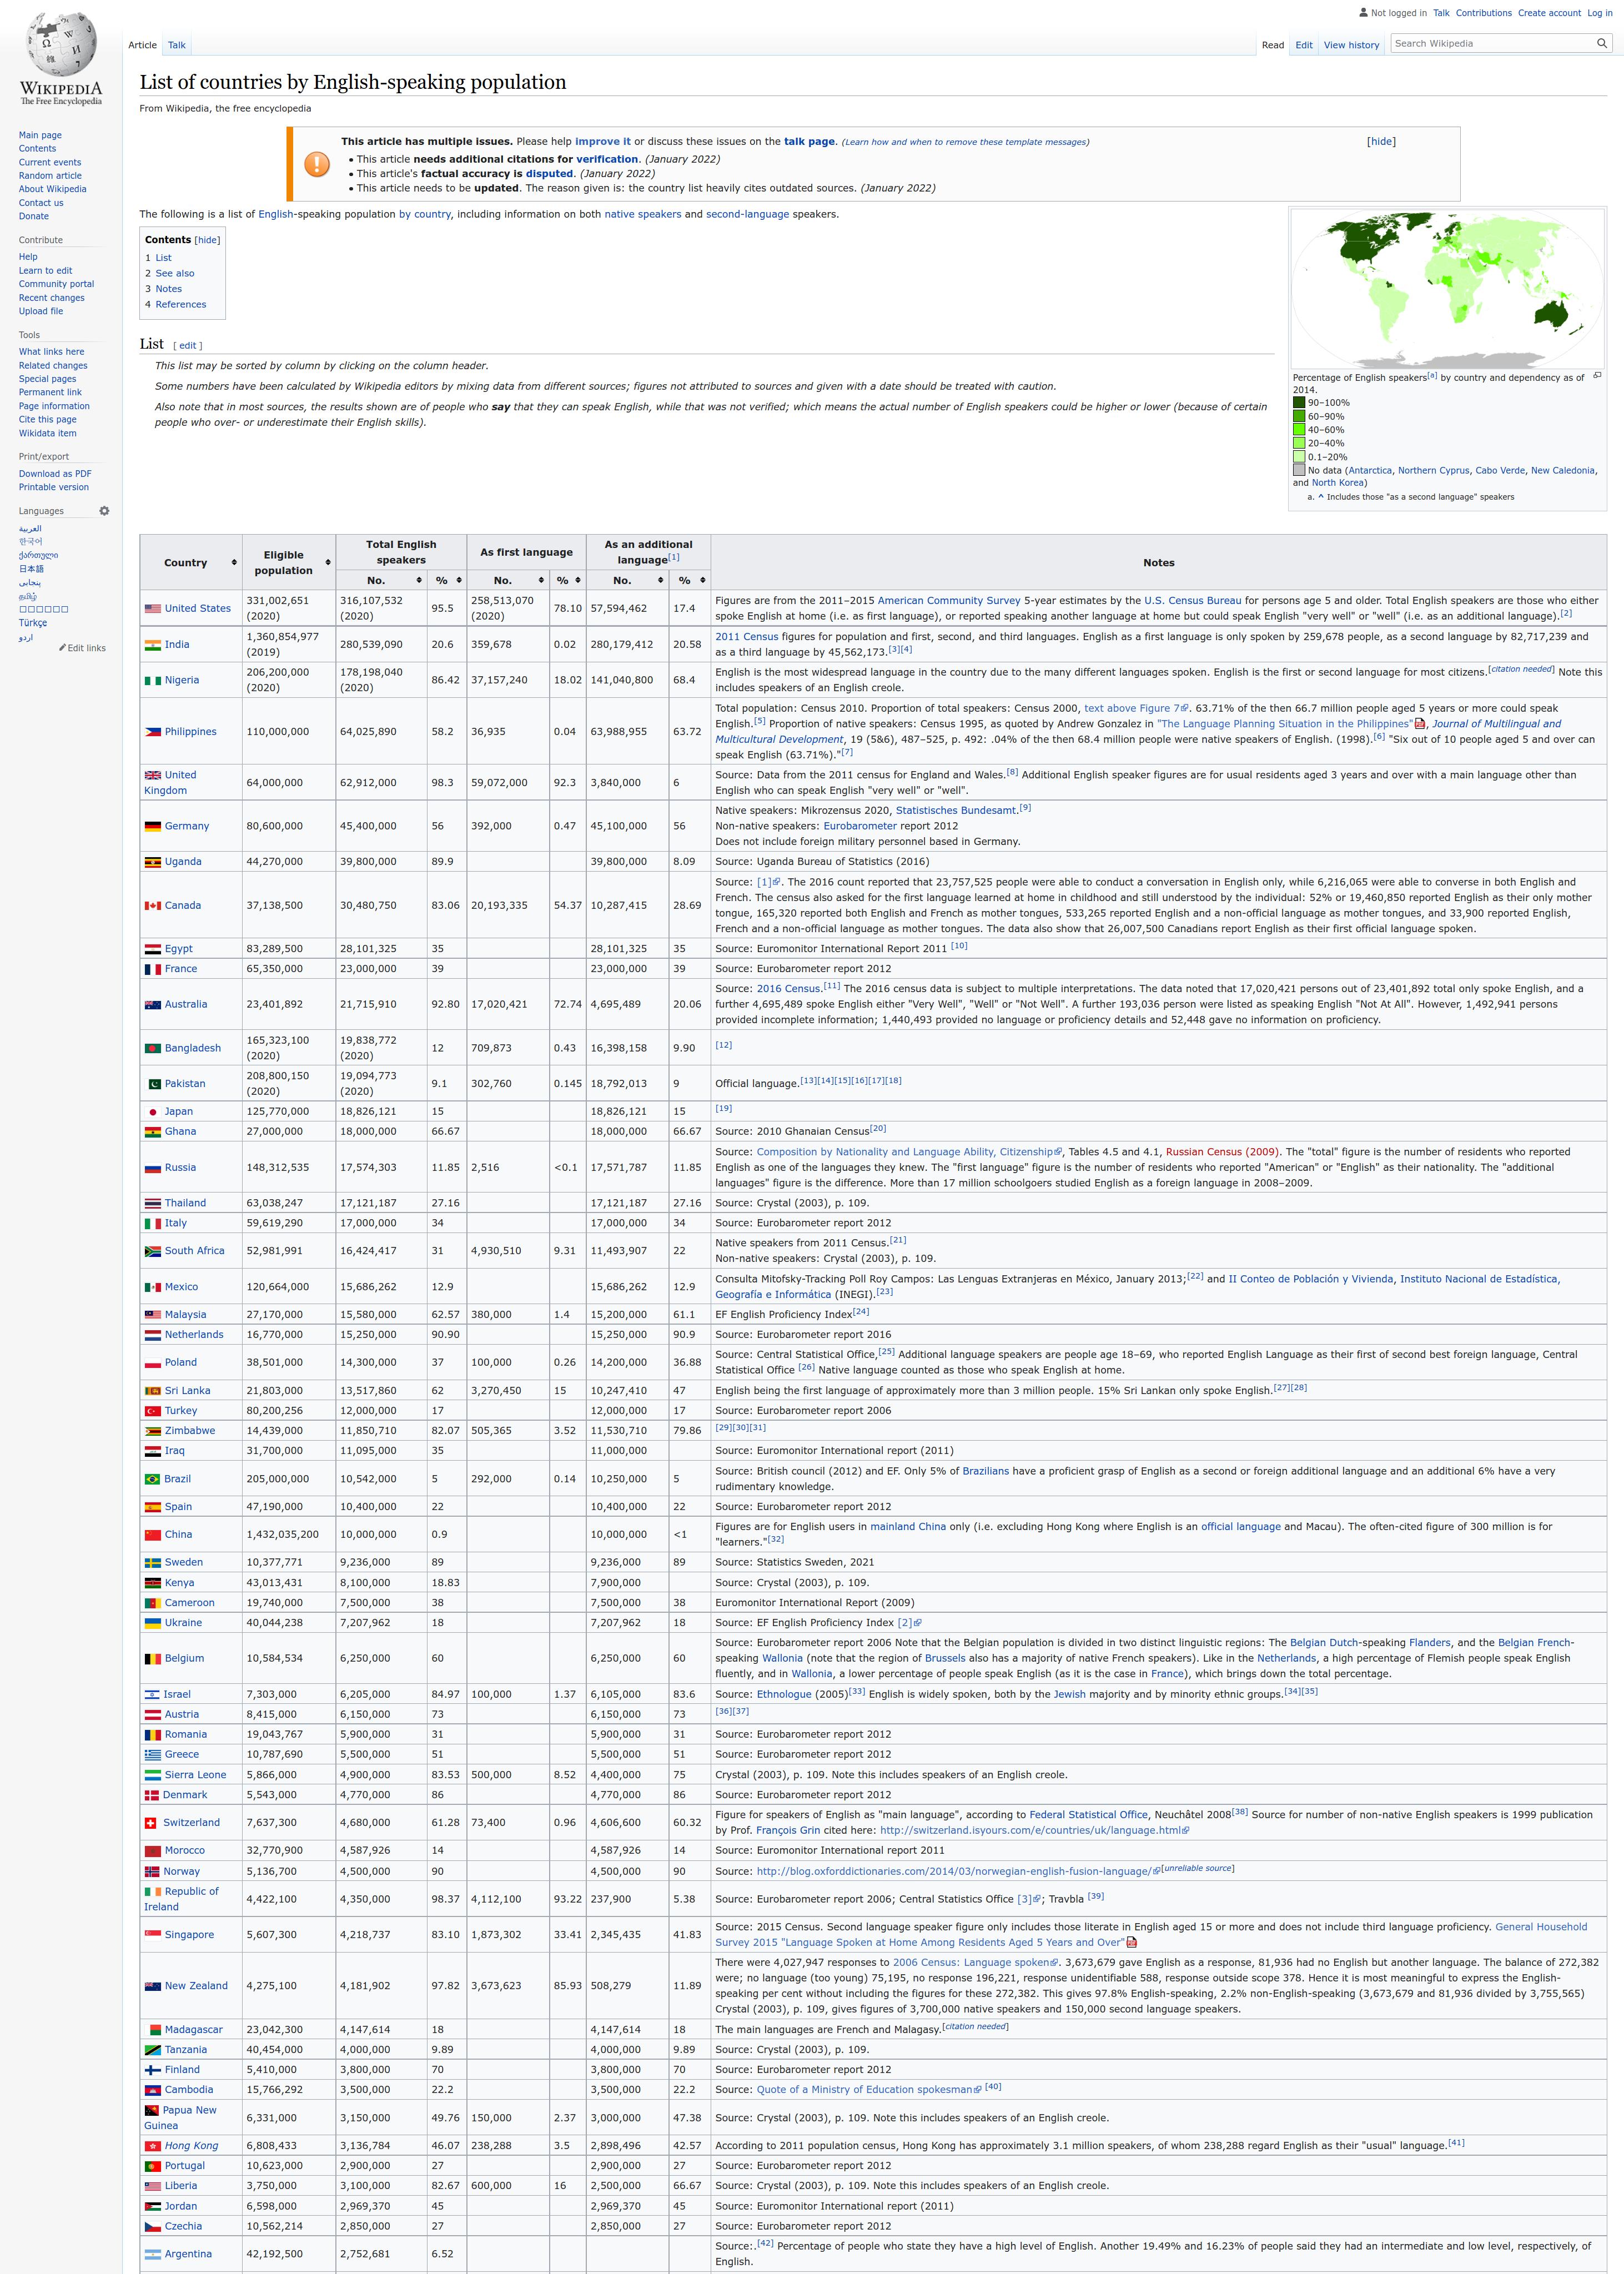 Not logged in Talk Contributions Create account Log in
Article Talk
Read Edit View history Search Wikipedia
WIKIPEDIA
The Free Encyclopedia
Main page
Contents
Current events
Random article
About Wikipedia
Contact us
Donate
Contribute
Help
Learn to edit
Community portal
Recent changes
Upload file
Tools
What links here
Related changes
Special pages
Permanent link
Page information
Cite this page
Wikidata item
Print/export
Download as PDF
Printable version
Languages
العربية
한국어
ქართული
日本語
پنجابی
தமிழ்
Türkçe
اردو
Edit links
List of countries by English-speaking population
From Wikipedia, the free encyclopedia
This article has multiple issues. Please help improve it or discuss these issues on the talk page. (Learn how and when to remove these template messages) [hide]
• This article needs additional citations for verification. (January 2022)
• This article's factual accuracy is disputed. (January 2022)
• This article needs to be updated. The reason given is: the country list heavily cites outdated sources. (January 2022)
The following is a list of English-speaking population by country, including information on both native speakers and second-language speakers.
Contents [hide]
1 List
2 See also
3 Notes
4 References
List [ edit ]
This list may be sorted by column by clicking on the column header.
Some numbers have been calculated by Wikipedia editors by mixing data from different sources; figures not attributed to sources and given with a date should be treated with caution.
Also note that in most sources, the results shown are of people who say that they can speak English, while that was not verified; which means the actual number of English speakers could be higher or lower (because of certain
people who over- or underestimate their English skills).
Percentage of English speakers[a] by country and dependency as of
2014.
90–100%
60–90%
40–60%
20–40%
0.1–20%
No data (Antarctica, Northern Cyprus, Cabo Verde, New Caledonia,
and North Korea)
a. ^ Includes those "as a second language" speakers
Country Eligible population Total English speakers As first language As an additional language[1] Notes
No. % No. % No. %
United States 331,002,651 (2020) 316,107,532 (2020) 95.5 258,513,070 (2020) 78.10 57,594,462 17.4 Figures are from the 2011–2015 American Community Survey 5-year estimates by the U.S. Census Bureau for persons age 5 and older. Total English speakers are those who either
spoke English at home (i.e. as first language), or reported speaking another language at home but could speak English "very well" or "well" (i.e. as an additional language).[2]
India 1,360,854,977 (2019) 280,539,090 20.6 359,678 0.02 280,179,412 20.58 2011 Census figures for population and first, second, and third languages. English as a first language is only spoken by 259,678 people, as a second language by 82,717,239 and
as a third language by 45,562,173.[3][4]
Nigeria 206,200,000 (2020) 178,198,040 (2020) 86.42 37,157,240 18.02 141,040,800 68.4 English is the most widespread language in the country due to the many different languages spoken. English is the first or second language for most citizens.[citation needed] Note this
includes speakers of an English creole.
Philippines 110,000,000 64,025,890 58.2 36,935 0.04 63,988,955 63.72 Total population: Census 2010. Proportion of total speakers: Census 2000, text above Figure 7. 63.71% of the then 66.7 million people aged 5 years or more could speak
English.[5] Proportion of native speakers: Census 1995, as quoted by Andrew Gonzalez in "The Language Planning Situation in the Philippines", Journal of Multilingual and
Multicultural Development, 19 (5&6), 487–525, p. 492: .04% of the then 68.4 million people were native speakers of English. (1998).[6] "Six out of 10 people aged 5 and over can
speak English (63.71%)."[7]
United Kingdom 64,000,000 62,912,000 98.3 59,072,000 92.3 3,840,000 6 Source: Data from the 2011 census for England and Wales.[8] Additional English speaker figures are for usual residents aged 3 years and over with a main language other than
English who can speak English "very well" or "well".
Germany 80,600,000 45,400,000 56 392,000 0.47 45,100,000 56 Native speakers: Mikrozensus 2020, Statistisches Bundesamt.[9]
Non-native speakers: Eurobarometer report 2012
Does not include foreign military personnel based in Germany.
Uganda 44,270,000 39,800,000 89.9 39,800,000 8.09 Source: Uganda Bureau of Statistics (2016)
Canada 37,138,500 30,480,750 83.06 20,193,335 54.37 10,287,415 28.69 Source: [1]. The 2016 count reported that 23,757,525 people were able to conduct a conversation in English only, while 6,216,065 were able to converse in both English and
French. The census also asked for the first language learned at home in childhood and still understood by the individual: 52% or 19,460,850 reported English as their only mother
tongue, 165,320 reported both English and French as mother tongues, 533,265 reported English and a non-official language as mother tongues, and 33,900 reported English,
French and a non-official language as mother tongues. The data also show that 26,007,500 Canadians report English as their first official language spoken.
Egypt 83,289,500 28,101,325 35 28,101,325 35 Source: Euromonitor International Report 2011 [10]
France 65,350,000 23,000,000 39 23,000,000 39 Source: Eurobarometer report 2012
Australia 23,401,892 21,715,910 92.80 17,020,421 72.74 4,695,489 20.06 Source: 2016 Census.[11] The 2016 census data is subject to multiple interpretations. The data noted that 17,020,421 persons out of 23,401,892 total only spoke English, and a
further 4,695,489 spoke English either "Very Well", "Well" or "Not Well". A further 193,036 person were listed as speaking English "Not At All". However, 1,492,941 persons
provided incomplete information; 1,440,493 provided no language or proficiency details and 52,448 gave no information on proficiency.
Bangladesh 165,323,100 (2020) 19,838,772 (2020) 12 709,873 0.43 16,398,158 9.90 [12]
Pakistan 208,800,150 (2020) 19,094,773 (2020) 9.1 302,760 0.145 18,792,013 9 Official language.[13][14][15][16][17][18]
Japan 125,770,000 18,826,121 15 18,826,121 15 [19]
Ghana 27,000,000 18,000,000 66.67 18,000,000 66.67 Source: 2010 Ghanaian Census[20]
Russia 148,312,535 17,574,303 11.85 2,516 <0.1 17,571,787 11.85 Source: Composition by Nationality and Language Ability, Citizenship, Tables 4.5 and 4.1, Russian Census (2009). The "total" figure is the number of residents who reported
English as one of the languages they knew. The "first language" figure is the number of residents who reported "American" or "English" as their nationality. The "additional
languages" figure is the difference. More than 17 million schoolgoers studied English as a foreign language in 2008–2009.
Thailand 63,038,247 17,121,187 27.16 17,121,187 27.16 Source: Crystal (2003), p. 109.
Italy 59,619,290 17,000,000 34 17,000,000 34 Source: Eurobarometer report 2012
South Africa 52,981,991 16,424,417 31 4,930,510 9.31 11,493,907 22 Native speakers from 2011 Census.[21]
Non-native speakers: Crystal (2003), p. 109.
Mexico 120,664,000 15,686,262 12.9 15,686,262 12.9 Consulta Mitofsky-Tracking Poll Roy Campos: Las Lenguas Extranjeras en México, January 2013;[22] and II Conteo de Población y Vivienda, Instituto Nacional de Estadística,
Geografía e Informática (INEGI).[23]
Malaysia 27,170,000 15,580,000 62.57 380,000 1.4 15,200,000 61.1 EF English Proficiency Index[24]
Netherlands 16,770,000 15,250,000 90.90 15,250,000 90.9 Source: Eurobarometer report 2016
Poland 38,501,000 14,300,000 37 100,000 0.26 14,200,000 36.88 Source: Central Statistical Office,[25] Additional language speakers are people age 18–69, who reported English Language as their first of second best foreign language, Central
Statistical Office [26] Native language counted as those who speak English at home.
Sri Lanka 21,803,000 13,517,860 62 3,270,450 15 10,247,410 47 English being the first language of approximately more than 3 million people. 15% Sri Lankan only spoke English.[27][28]
Turkey 80,200,256 12,000,000 17 12,000,000 17 Source: Eurobarometer report 2006
Zimbabwe 14,439,000 11,850,710 82.07 505,365 3.52 11,530,710 79.86 [29][30][31]
Iraq 31,700,000 11,095,000 35 11,000,000 Source: Euromonitor International report (2011)
Brazil 205,000,000 10,542,000 5 292,000 0.14 10,250,000 5 Source: British council (2012) and EF. Only 5% of Brazilians have a proficient grasp of English as a second or foreign additional language and an additional 6% have a very
rudimentary knowledge.
Spain 47,190,000 10,400,000 22 10,400,000 22 Source: Eurobarometer report 2012
China 1,432,035,200 10,000,000 0.9 10,000,000 <1 Figures are for English users in mainland China only (i.e. excluding Hong Kong where English is an official language and Macau). The often-cited figure of 300 million is for
"learners."[32]
Sweden 10,377,771 9,236,000 89 9,236,000 89 Source: Statistics Sweden, 2021
Kenya 43,013,431 8,100,000 18.83 7,900,000 Source: Crystal (2003), p. 109.
Cameroon 19,740,000 7,500,000 38 7,500,000 38 Euromonitor International Report (2009)
Ukraine 40,044,238 7,207,962 18 7,207,962 18 Source: EF English Proficiency Index [2]
Belgium 10,584,534 6,250,000 60 6,250,000 60 Source: Eurobarometer report 2006 Note that the Belgian population is divided in two distinct linguistic regions: The Belgian Dutch-speaking Flanders, and the Belgian French-
speaking Wallonia (note that the region of Brussels also has a majority of native French speakers). Like in the Netherlands, a high percentage of Flemish people speak English
fluently, and in Wallonia, a lower percentage of people speak English (as it is the case in France), which brings down the total percentage.
Israel 7,303,000 6,205,000 84.97 100,000 1.37 6,105,000 83.6 Source: Ethnologue (2005)[33] English is widely spoken, both by the Jewish majority and by minority ethnic groups.[34][35]
Austria 8,415,000 6,150,000 73 6,150,000 73 [36][37]
Romania 19,043,767 5,900,000 31 5,900,000 31 Source: Eurobarometer report 2012
Greece 10,787,690 5,500,000 51 5,500,000 51 Source: Eurobarometer report 2012
Sierra Leone 5,866,000 4,900,000 83.53 500,000 8.52 4,400,000 75 Crystal (2003), p. 109. Note this includes speakers of an English creole.
Denmark 5,543,000 4,770,000 86 4,770,000 86 Source: Eurobarometer report 2012
Switzerland 7,637,300 4,680,000 61.28 73,400 0.96 4,606,600 60.32 Figure for speakers of English as "main language", according to Federal Statistical Office, Neuchâtel 2008[38] Source for number of non-native English speakers is 1999 publication
by Prof. François Grin cited here: http://switzerland.isyours.com/e/countries/uk/language.html
Morocco 32,770,900 4,587,926 14 4,587,926 14 Source: Euromonitor International report 2011
Norway 5,136,700 4,500,000 90 4,500,000 90 Source: http://blog.oxforddictionaries.com/2014/03/norwegian-english-fusion-language/[unreliable source]
Republic of Ireland 4,422,100 4,350,000 98.37 4,112,100 93.22 237,900 5.38 Source: Eurobarometer report 2006; Central Statistics Office [3]; Travbla [39]
Singapore 5,607,300 4,218,737 83.10 1,873,302 33.41 2,345,435 41.83 Source: 2015 Census. Second language speaker figure only includes those literate in English aged 15 or more and does not include third language proficiency. General Household
Survey 2015 "Language Spoken at Home Among Residents Aged 5 Years and Over"
New Zealand 4,275,100 4,181,902 97.82 3,673,623 85.93 508,279 11.89 There were 4,027,947 responses to 2006 Census: Language spoken. 3,673,679 gave English as a response, 81,936 had no English but another language. The balance of 272,382
were; no language (too young) 75,195, no response 196,221, response unidentifiable 588, response outside scope 378. Hence it is most meaningful to express the English-
speaking per cent without including the figures for these 272,382. This gives 97.8% English-speaking, 2.2% non-English-speaking (3,673,679 and 81,936 divided by 3,755,565)
Crystal (2003), p. 109, gives figures of 3,700,000 native speakers and 150,000 second language speakers.
Madagascar 23,042,300 4,147,614 18 4,147,614 18 The main languages are French and Malagasy.[citation needed]
Tanzania 40,454,000 4,000,000 9.89 4,000,000 9.89 Source: Crystal (2003), p. 109.
Finland 5,410,000 3,800,000 70 3,800,000 70 Source: Eurobarometer report 2012
Cambodia 15,766,292 3,500,000 22.2 3,500,000 22.2 Source: Quote of a Ministry of Education spokesman [40]
Papua New Guinea 6,331,000 3,150,000 49.76 150,000 2.37 3,000,000 47.38 Source: Crystal (2003), p. 109. Note this includes speakers of an English creole.
Hong Kong 6,808,433 3,136,784 46.07 238,288 3.5 2,898,496 42.57 According to 2011 population census, Hong Kong has approximately 3.1 million speakers, of whom 238,288 regard English as their "usual" language.[41]
Portugal 10,623,000 2,900,000 27 2,900,000 27 Source: Eurobarometer report 2012
Liberia 3,750,000 3,100,000 82.67 600,000 16 2,500,000 66.67 Source: Crystal (2003), p. 109. Note this includes speakers of an English creole.
Jordan 6,598,000 2,969,370 45 2,969,370 45 Source: Euromonitor International report (2011)
Czechia 10,562,214 2,850,000 27 2,850,000 27 Source: Eurobarometer report 2012
Argentina 42,192,500 2,752,681 6.52 Source:.[42] Percentage of people who state they have a high level of English. Another 19.49% and 16.23% of people said they had an intermediate and low level, respectively, of
English.